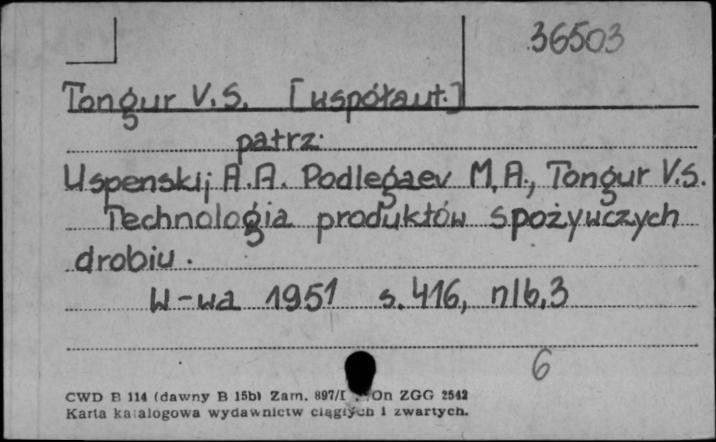 36503
Tongur V.S. [współaut.]
patrz:
Uspenskij A.A. Podlegaev M.A., Tongur V.S.
Technologia produktów spożywczych
drobiu.
W-wa 1951 s. 416, nlb, 3
6
CWD B 114 (dawny B 15b) Zam. 897/I On ZGG 2542
Karta katalogowa wydawnictw ciągłych i zwartych.